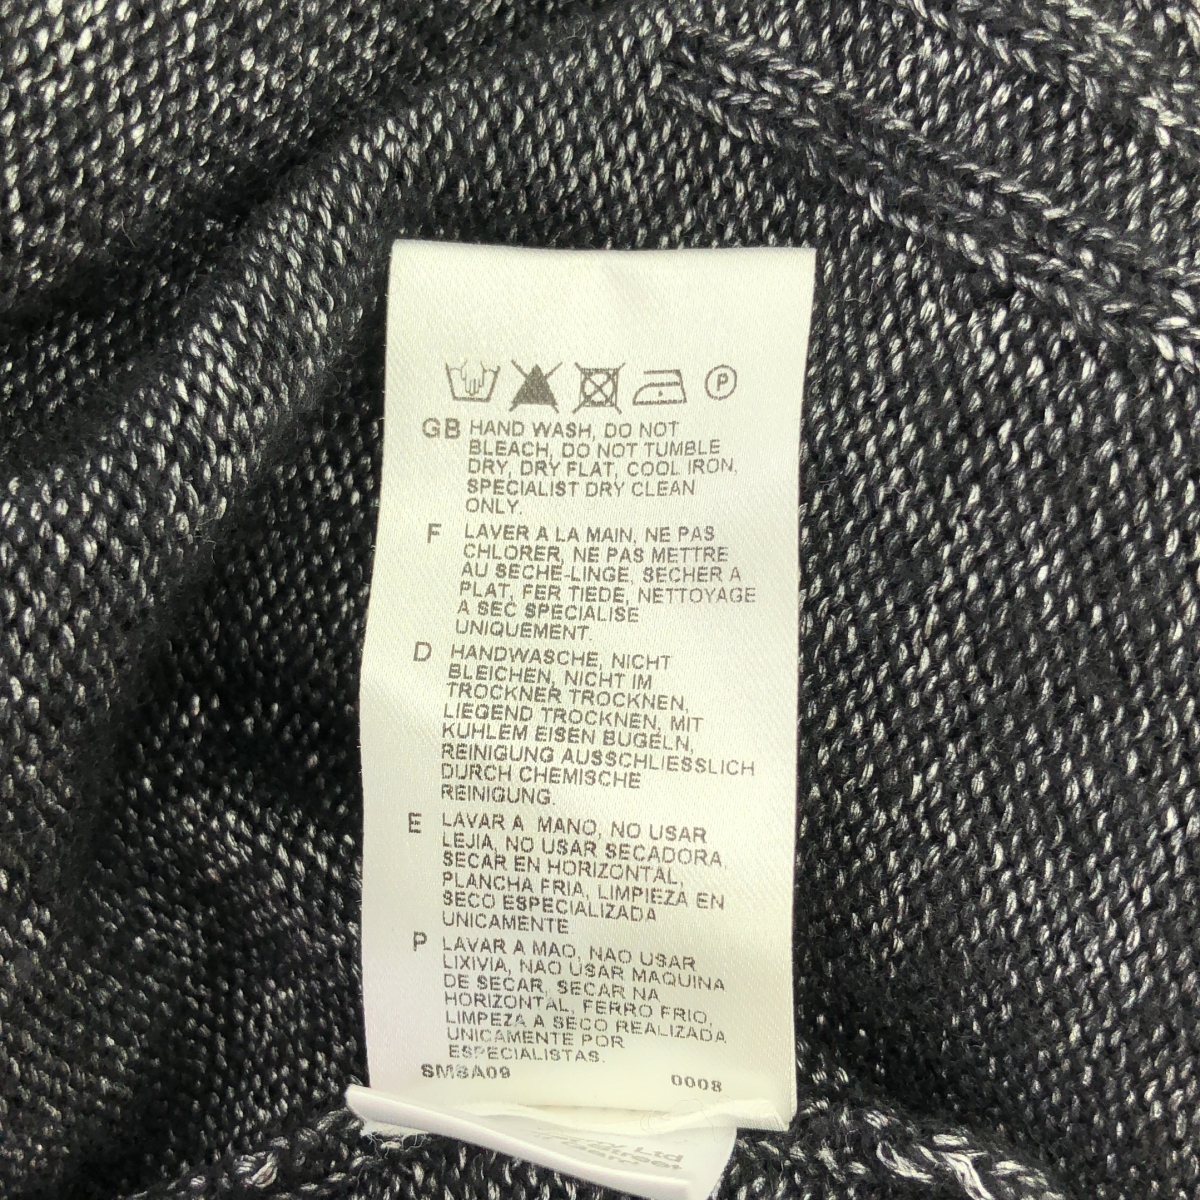 P
GB HAND WASH, DO NOT
BLEACH, DO NOT TUMBLE
DRY, DRY FLAT, COOL IRON,
SPECIALIST DRY CLEAN
ONLY.
F LAVER A LA MAIN, NE PAS
CHLORER, NE PAS METTRE
AU SECHE-LINGE, SECHER A
PLAT, FER TIEDE, NETTOYAGE
A SEC SPECIALISE
UNIQUEMENT.
D HANDWASCHE, NICHT
BLEICHEN, NICHT IM
TROCKNER TROCKNEN,
LIEGEND TROCKNEN, MIT
KUHLEM EISEN BUGELN,
REINIGUNG AUSSCHLIESSLICH
DURCH CHEMISCHE
REINIGUNG.
E LAVAR A MANO, NO USAR
LEJIA, NO USAR SECADORA,
SECAR EN HORIZONTAL,
PLANCHA FRIA, LIMPIEZA EN
SECO ESPECIALIZADA
UNICAMENTE
P LAVAR A MAO, NAO USAR
LIXIVIA, NAO USAR MAQUINA
DE SECAR, SECAR NA
HORIZONTAL, FERRO FRIO,
LIMPEZA A SECO REALIZADA
UNICAMENTE POR
ESPECIALISTAS.
SMSA09 0008
Ltd